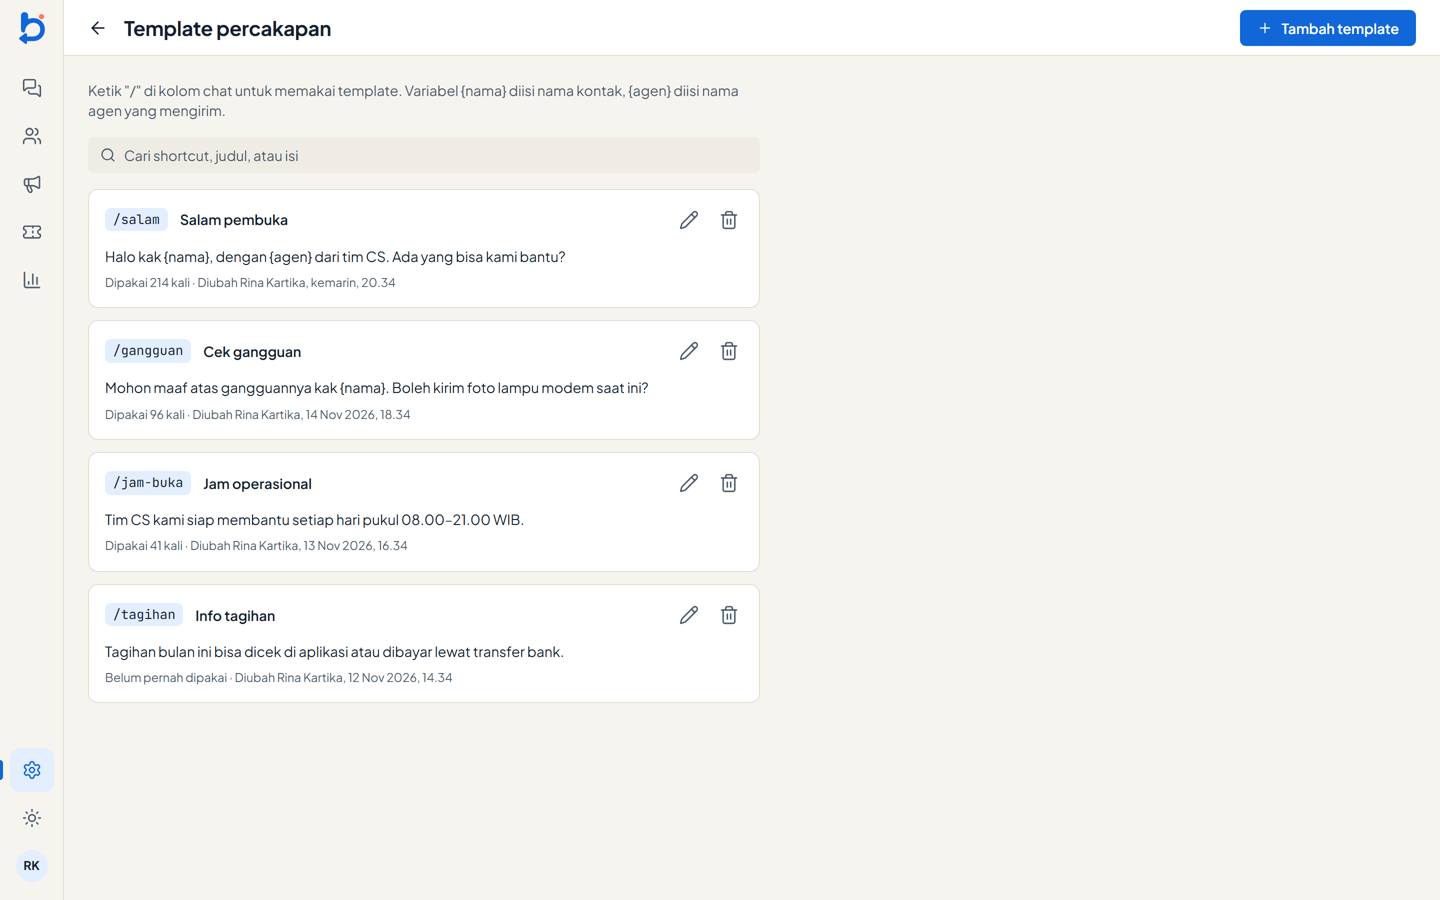 Template percakapan
+ Tambah template
Ketik "/" di kolom chat untuk memakai template. Variabel {nama} diisi nama kontak, {agen} diisi nama
agen yang mengirim.
Cari shortcut, judul, atau isi
/salam Salam pembuka
Halo kak {nama}, dengan {agen} dari tim CS. Ada yang bisa kami bantu?
Dipakai 214 kali · Diubah Rina Kartika, kemarin, 20.34
/gangguan Cek gangguan
Mohon maaf atas gangguannya kak {nama}. Boleh kirim foto lampu modem saat ini?
Dipakai 96 kali · Diubah Rina Kartika, 14 Nov 2026, 18.34
/jam-buka Jam operasional
Tim CS kami siap membantu setiap hari pukul 08.00–21.00 WIB.
Dipakai 41 kali · Diubah Rina Kartika, 13 Nov 2026, 16.34
/tagihan Info tagihan
Tagihan bulan ini bisa dicek di aplikasi atau dibayar lewat transfer bank.
Belum pernah dipakai · Diubah Rina Kartika, 12 Nov 2026, 14.34
RK